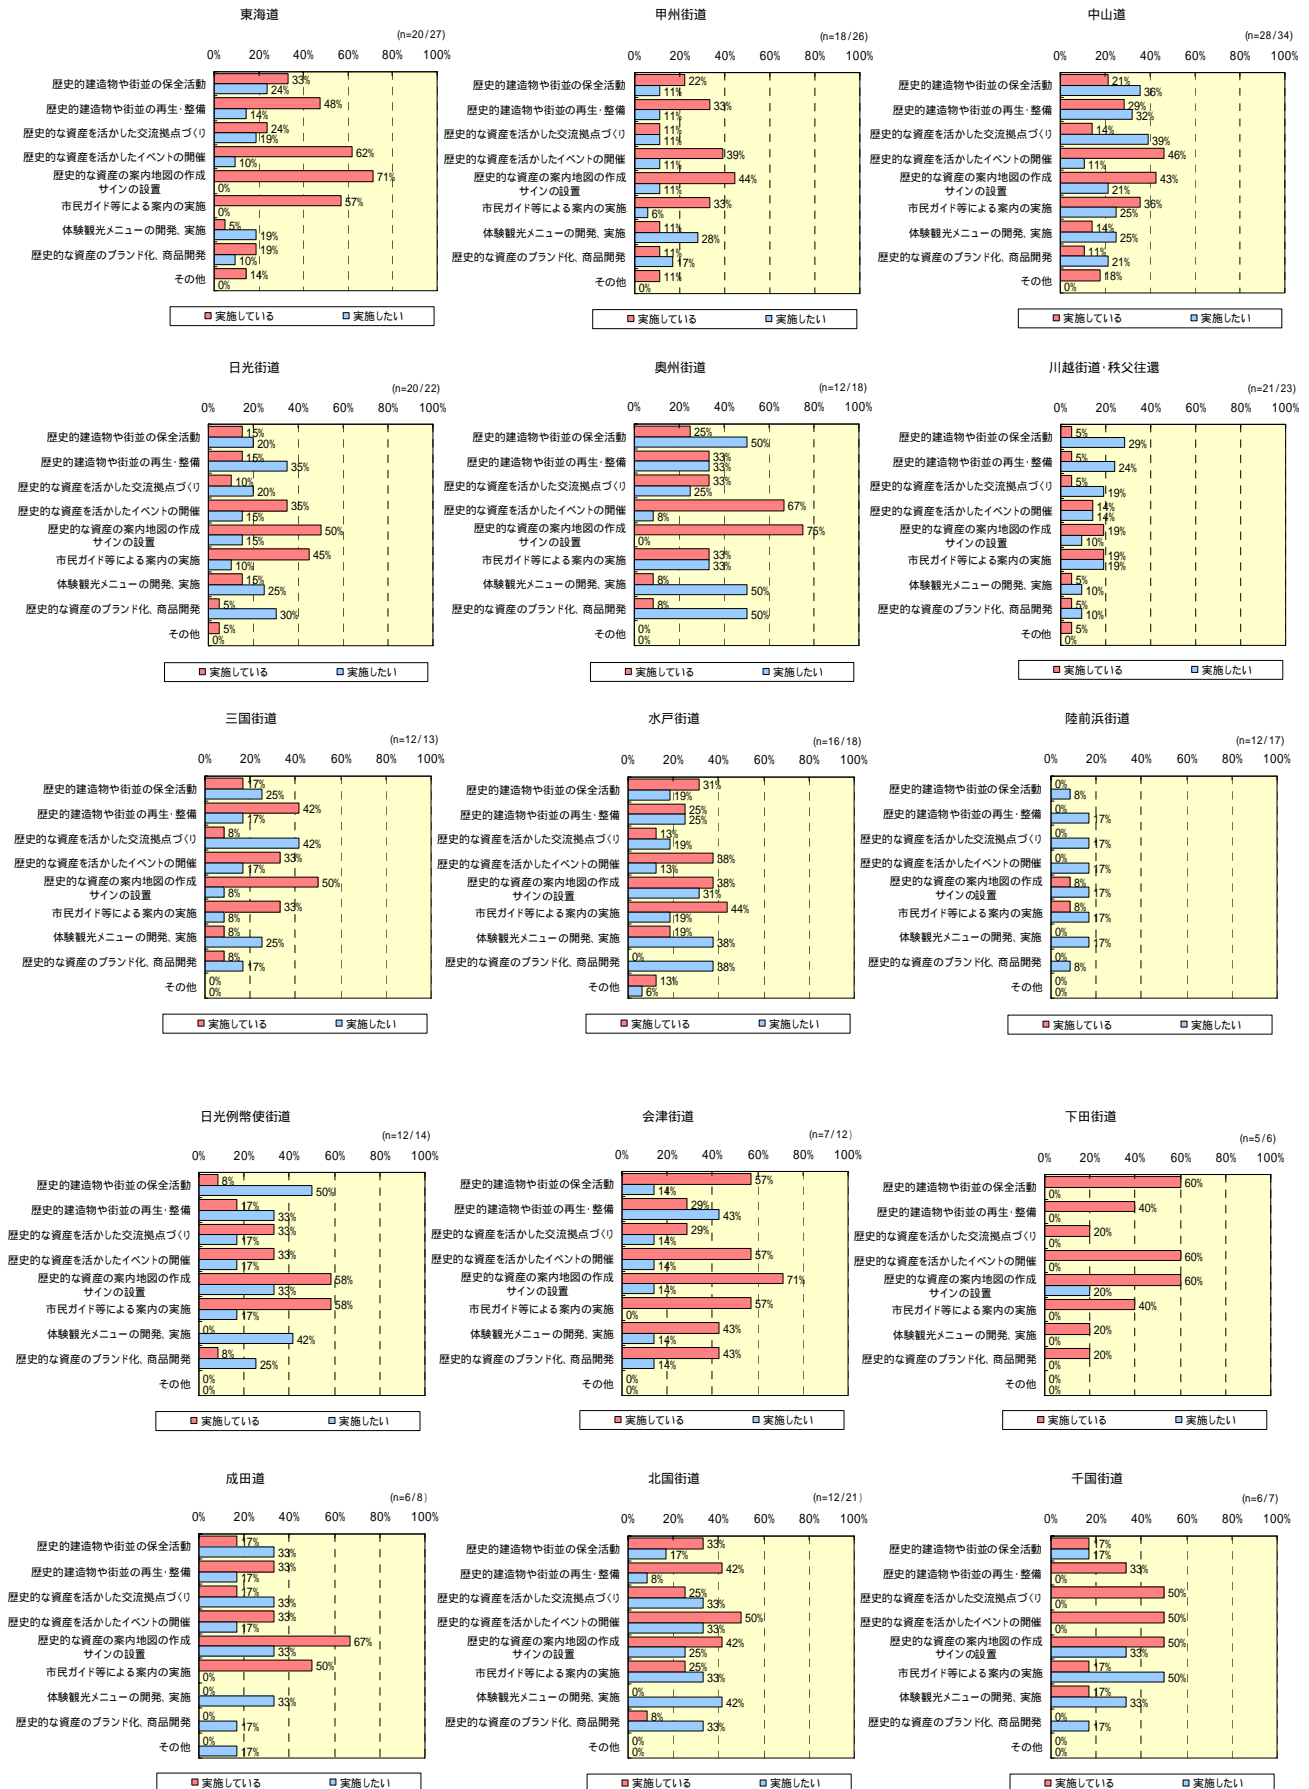 東海道
(n=20/27)
0% 20% 40% 60% 80% 100%
歴史的建造物や街並の保全活動 33% 24%
歴史的建造物や街並の再生・整備 48% 14%
歴史的な資産を活かした交流拠点づくり 24% 19%
歴史的な資産を活かしたイベントの開催 62% 10%
歴史的な資産の案内地図の作成 71%
サインの設置 0%
市民ガイド等による案内の実施 57% 0%
体験観光メニューの開発、実施 5% 19%
歴史的な資産のブランド化、商品開発 19% 10%
その他 14% 0%
実施している 実施したい
甲州街道
(n=18/26)
0% 20% 40% 60% 80% 100%
歴史的建造物や街並の保全活動 22% 11%
歴史的建造物や街並の再生・整備 33% 11%
歴史的な資産を活かした交流拠点づくり 11% 11%
歴史的な資産を活かしたイベントの開催 39% 11%
歴史的な資産の案内地図の作成 44%
サインの設置 11%
市民ガイド等による案内の実施 33% 6%
体験観光メニューの開発、実施 11% 28%
歴史的な資産のブランド化、商品開発 11% 17%
その他 11% 0%
実施している 実施したい
中山道
(n=28/34)
0% 20% 40% 60% 80% 100%
歴史的建造物や街並の保全活動 21% 36%
歴史的建造物や街並の再生・整備 29% 32%
歴史的な資産を活かした交流拠点づくり 14% 39%
歴史的な資産を活かしたイベントの開催 46% 11%
歴史的な資産の案内地図の作成 43%
サインの設置 21%
市民ガイド等による案内の実施 36% 25%
体験観光メニューの開発、実施 14% 25%
歴史的な資産のブランド化、商品開発 11% 21%
その他 18% 0%
実施している 実施したい
日光街道
(n=20/22)
0% 20% 40% 60% 80% 100%
歴史的建造物や街並の保全活動 15% 20%
歴史的建造物や街並の再生・整備 15% 35%
歴史的な資産を活かした交流拠点づくり 10% 20%
歴史的な資産を活かしたイベントの開催 35% 15%
歴史的な資産の案内地図の作成 50%
サインの設置 15%
市民ガイド等による案内の実施 45% 10%
体験観光メニューの開発、実施 15% 25%
歴史的な資産のブランド化、商品開発 5% 30%
その他 5% 0%
実施している 実施したい
奥州街道
(n=12/18)
0% 20% 40% 60% 80% 100%
歴史的建造物や街並の保全活動 25% 50%
歴史的建造物や街並の再生・整備 33% 33%
歴史的な資産を活かした交流拠点づくり 33% 25%
歴史的な資産を活かしたイベントの開催 67% 8%
歴史的な資産の案内地図の作成 75%
サインの設置 0%
市民ガイド等による案内の実施 33% 33%
体験観光メニューの開発、実施 8% 50%
歴史的な資産のブランド化、商品開発 8% 50%
その他 0% 0%
実施している 実施したい
川越街道・秩父往還
(n=21/23)
0% 20% 40% 60% 80% 100%
歴史的建造物や街並の保全活動 5% 29%
歴史的建造物や街並の再生・整備 5% 24%
歴史的な資産を活かした交流拠点づくり 5% 19%
歴史的な資産を活かしたイベントの開催 14% 14%
歴史的な資産の案内地図の作成 19%
サインの設置 10%
市民ガイド等による案内の実施 19% 19%
体験観光メニューの開発、実施 5% 10%
歴史的な資産のブランド化、商品開発 5% 10%
その他 5% 0%
実施している 実施したい
三国街道
(n=12/13)
0% 20% 40% 60% 80% 100%
歴史的建造物や街並の保全活動 17% 25%
歴史的建造物や街並の再生・整備 42% 17%
歴史的な資産を活かした交流拠点づくり 8% 42%
歴史的な資産を活かしたイベントの開催 33% 17%
歴史的な資産の案内地図の作成 50%
サインの設置 8%
市民ガイド等による案内の実施 33% 8%
体験観光メニューの開発、実施 8% 25%
歴史的な資産のブランド化、商品開発 8% 17%
その他 0% 0%
実施している 実施したい
水戸街道
(n=16/18)
0% 20% 40% 60% 80% 100%
歴史的建造物や街並の保全活動 31% 19%
歴史的建造物や街並の再生・整備 25% 25%
歴史的な資産を活かした交流拠点づくり 13% 19%
歴史的な資産を活かしたイベントの開催 38% 13%
歴史的な資産の案内地図の作成 38%
サインの設置 31%
市民ガイド等による案内の実施 44% 19%
体験観光メニューの開発、実施 19% 38%
歴史的な資産のブランド化、商品開発 0% 38%
その他 13% 6%
実施している 実施したい
陸前浜街道
(n=12/17)
0% 20% 40% 60% 80% 100%
歴史的建造物や街並の保全活動 0% 8%
歴史的建造物や街並の再生・整備 0% 17%
歴史的な資産を活かした交流拠点づくり 0% 17%
歴史的な資産を活かしたイベントの開催 0% 17%
歴史的な資産の案内地図の作成 8%
サインの設置 17%
市民ガイド等による案内の実施 8% 17%
体験観光メニューの開発、実施 0% 17%
歴史的な資産のブランド化、商品開発 0% 8%
その他 0% 0%
実施している 実施したい
日光例幣使街道
(n=12/14)
0% 20% 40% 60% 80% 100%
歴史的建造物や街並の保全活動 8% 50%
歴史的建造物や街並の再生・整備 17% 33%
歴史的な資産を活かした交流拠点づくり 33% 17%
歴史的な資産を活かしたイベントの開催 33% 17%
歴史的な資産の案内地図の作成 58%
サインの設置 33%
市民ガイド等による案内の実施 58% 17%
体験観光メニューの開発、実施 0% 42%
歴史的な資産のブランド化、商品開発 8% 25%
その他 0% 0%
実施している 実施したい
会津街道
(n=7/12)
0% 20% 40% 60% 80% 100%
歴史的建造物や街並の保全活動 57% 14%
歴史的建造物や街並の再生・整備 29% 43%
歴史的な資産を活かした交流拠点づくり 29% 14%
歴史的な資産を活かしたイベントの開催 57% 14%
歴史的な資産の案内地図の作成 71%
サインの設置 14%
市民ガイド等による案内の実施 57% 0%
体験観光メニューの開発、実施 43% 14%
歴史的な資産のブランド化、商品開発 43% 14%
その他 0% 0%
実施している 実施したい
下田街道
(n=5/6)
0% 20% 40% 60% 80% 100%
歴史的建造物や街並の保全活動 60% 0%
歴史的建造物や街並の再生・整備 40% 0%
歴史的な資産を活かした交流拠点づくり 20% 0%
歴史的な資産を活かしたイベントの開催 60% 0%
歴史的な資産の案内地図の作成 60%
サインの設置 20%
市民ガイド等による案内の実施 40% 0%
体験観光メニューの開発、実施 20% 0%
歴史的な資産のブランド化、商品開発 20% 0%
その他 0% 0%
実施している 実施したい
成田道
(n=6/8)
0% 20% 40% 60% 80% 100%
歴史的建造物や街並の保全活動 17% 33%
歴史的建造物や街並の再生・整備 33% 17%
歴史的な資産を活かした交流拠点づくり 17% 33%
歴史的な資産を活かしたイベントの開催 33% 17%
歴史的な資産の案内地図の作成 67%
サインの設置 33%
市民ガイド等による案内の実施 50% 0%
体験観光メニューの開発、実施 0% 33%
歴史的な資産のブランド化、商品開発 0% 17%
その他 0% 17%
実施している 実施したい
北国街道
(n=12/21)
0% 20% 40% 60% 80% 100%
歴史的建造物や街並の保全活動 33% 17%
歴史的建造物や街並の再生・整備 42% 8%
歴史的な資産を活かした交流拠点づくり 25% 33%
歴史的な資産を活かしたイベントの開催 50% 33%
歴史的な資産の案内地図の作成 42%
サインの設置 25%
市民ガイド等による案内の実施 25% 33%
体験観光メニューの開発、実施 0% 42%
歴史的な資産のブランド化、商品開発 8% 33%
その他 0% 0%
実施している 実施したい
千国街道
(n=6/7)
0% 20% 40% 60% 80% 100%
歴史的建造物や街並の保全活動 17% 17%
歴史的建造物や街並の再生・整備 33% 0%
歴史的な資産を活かした交流拠点づくり 50% 0%
歴史的な資産を活かしたイベントの開催 50% 0%
歴史的な資産の案内地図の作成 50%
サインの設置 33%
市民ガイド等による案内の実施 17% 50%
体験観光メニューの開発、実施 17% 33%
歴史的な資産のブランド化、商品開発 0% 17%
その他 0% 0%
実施している 実施したい